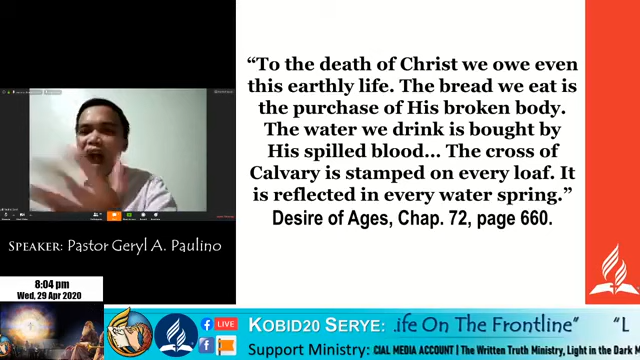 “To the death of Christ we owe even
this earthly life. The bread we eat is
the purchase of His broken body.
The water we drink is bought by
His spilled blood... The cross of
Calvary is stamped on every loaf. It
is reflected in every water spring.”
Desire of Ages, Chap. 72, page 660.
SPEAKER: Pastor Geryl A. Paulino
8:04 pm
Wed, 29 Apr 2020
LIVE
KOBID20 SERYE: .ife On The Frontline” “L
Support Ministry: CIAL MEDIA ACCOUNT | The Written Truth Ministry, Light in the Dark